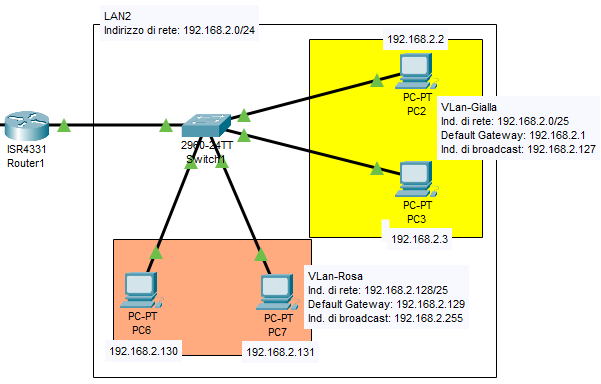 LAN2
Indirizzo di rete: 192.168.2.0/24
192.168.2.2
PC-PT
PC2
VLan-Gialla
Ind. di rete: 192.168.2.0/25
Default Gateway: 192.168.2.1
Ind. di broadcast: 192.168.2.127
ISR4331
Router1
2960-24TT
Switch1
PC-PT
PC3
192.168.2.3
VLan-Rosa
Ind. di rete: 192.168.2.128/25
Default Gateway: 192.168.2.129
Ind. di broadcast: 192.168.2.255
PC-PT
PC6
PC-PT
PC7
192.168.2.130
192.168.2.131